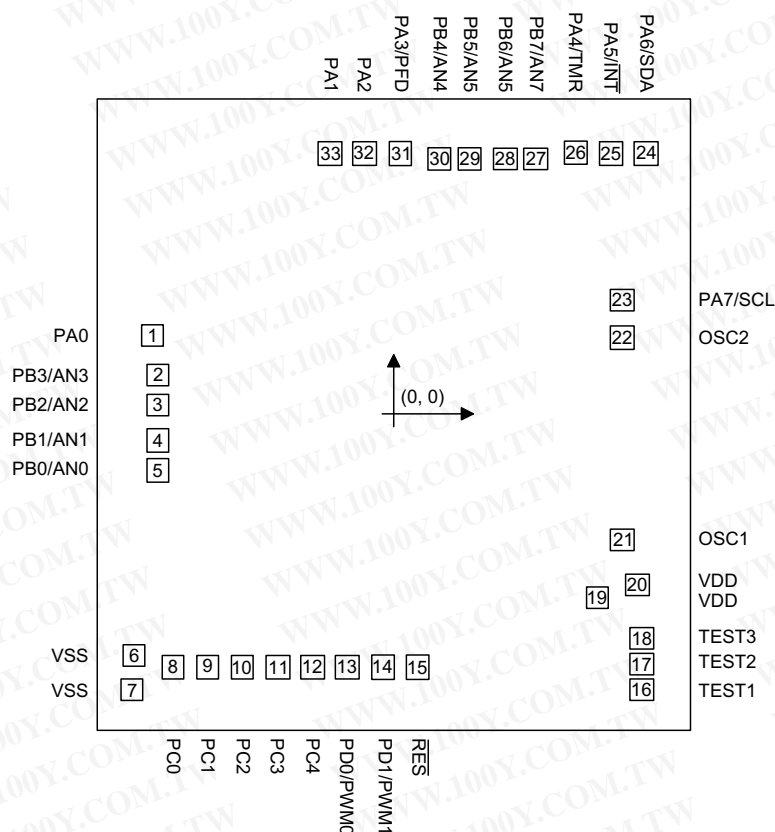 PA1
PA2
PA3/PFD
PB4/AN4
PB5/AN5
PB6/AN5
PB7/AN7
PA4/TMR
PA5/INT
PA6/SDA
33
32
31
30
29
28
27
26
25
24
23
PA7/SCL
PA0
1
22
OSC2
PB3/AN3
2
PB2/AN2
3
(0, 0)
PB1/AN1
4
PB0/AN0
5
21
OSC1
20
VDD
19
VDD
18
TEST3
VSS
6
8
9
10
11
12
13
14
15
17
TEST2
VSS
7
16
TEST1
PC0
PC1
PC2
PC3
PC4
PD0/PWM0
PD1/PWM1
RES
WWW.100Y.COM.TW